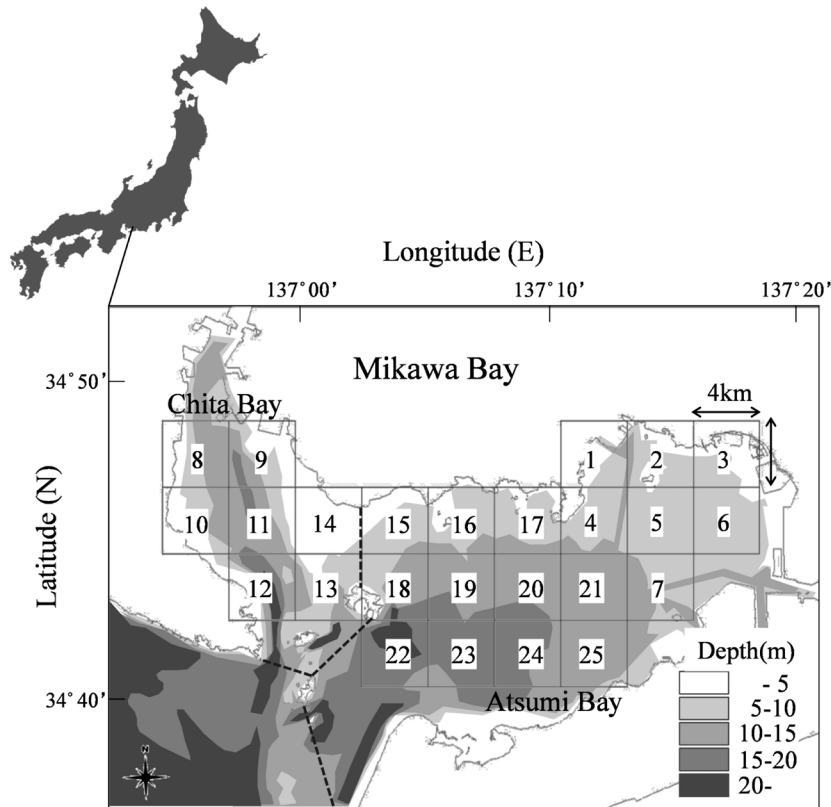 Longitude (E)
137°00' 137°10' 137°20'
34°50'
Mikawa Bay
Chita Bay
4km
8 9 1 2 3
10 11 14 15 16 17 4 5 6
12 13 18 19 20 21 7
22 23 24 25
Latitude (N)
34°40'
Atsumi Bay
Depth(m)
- 5
5-10
10-15
15-20
20-
N